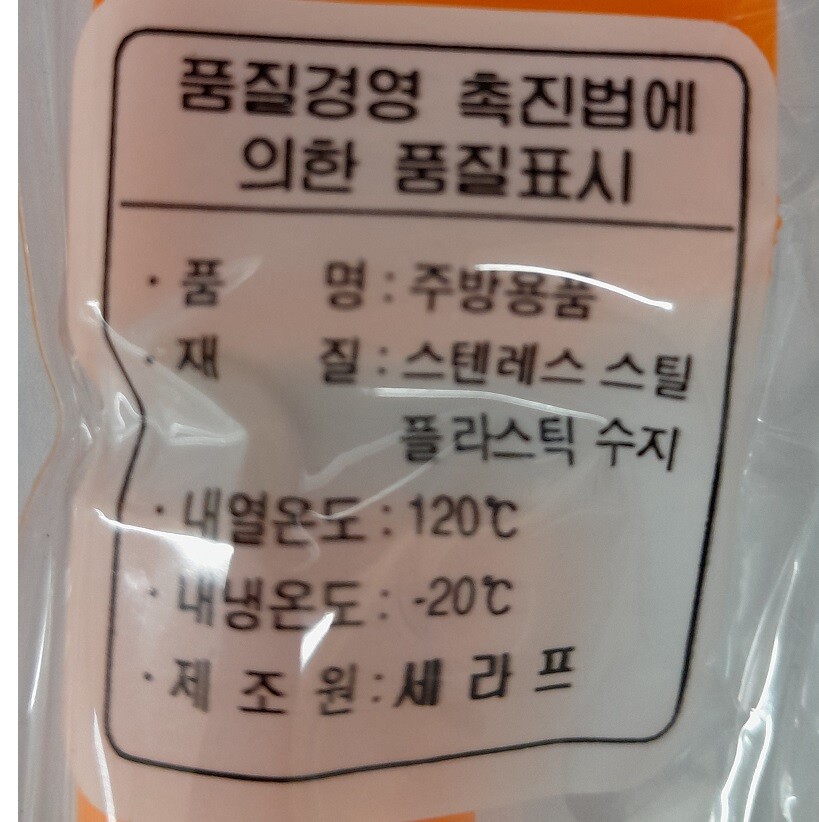 품질경영 촉진법에
의한 품질표시
· 품 명 : 주방용품
· 재 질 : 스텐레스 스틸
플라스틱 수지
· 내열온도 : 120℃
· 내냉온도 : -20℃
· 제 조 원 : 세 라 프